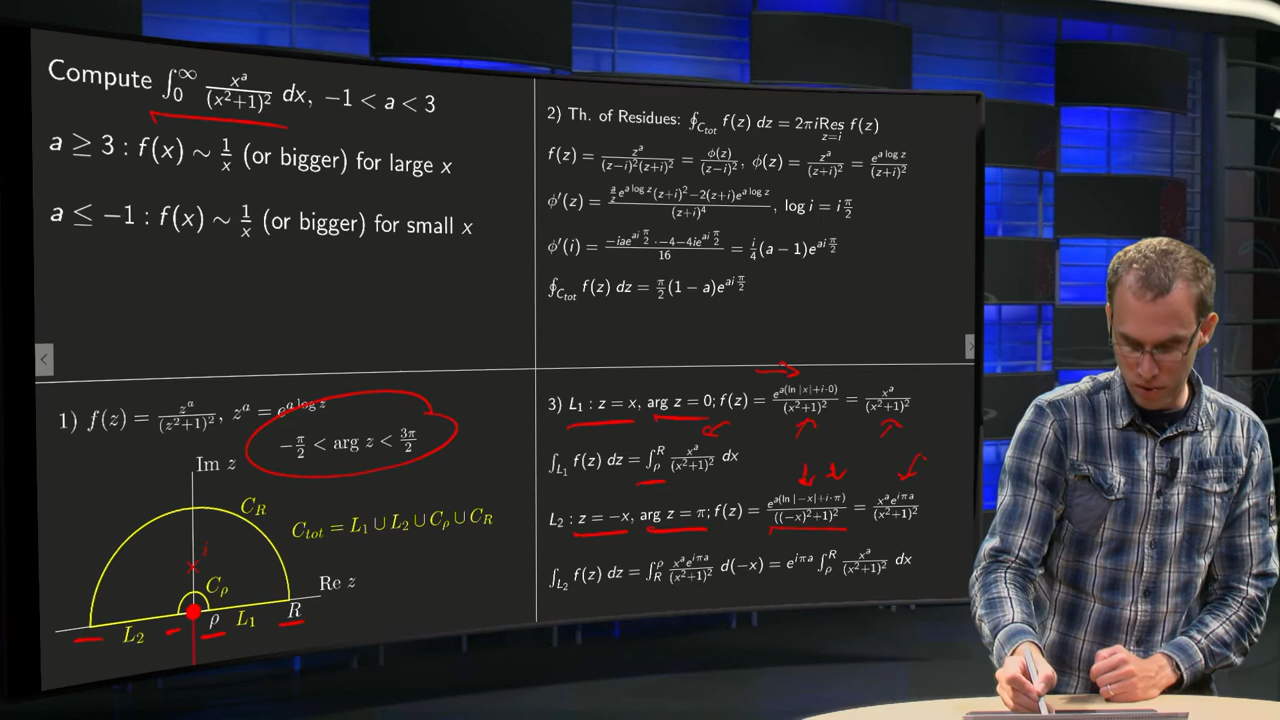 Compute ∫₀^∞ x^a/(x²+1)² dx, −1 < a < 3
a ≥ 3 : f(x) ∼ 1/x (or bigger) for large x
a ≤ −1 : f(x) ∼ 1/x (or bigger) for small x
1) f(z) = z^a/(z²+1)², z^a = e^{a log z}
−π/2 < arg z < 3π/2
Im z
C_R
C_tot = L₁ ∪ L₂ ∪ C_ρ ∪ C_R
i
C_ρ
Re z
L₂
ρ
L₁
R
2) Th. of Residues: ∮_{C_tot} f(z) dz = 2πi Res_{z=i} f(z)
f(z) = z^a/((z−i)²(z+i)²) = ϕ(z)/(z−i)², ϕ(z) = z^a/(z+i)² = e^{a log z}/(z+i)²
ϕ′(z) = ((a/z)e^{a log z}(z+i)²−2(z+i)e^{a log z})/(z+i)⁴, log i = i π/2
ϕ′(i) = (−iae^{ai π/2}·−4−4ie^{ai π/2})/16 = i/4 (a − 1)e^{ai π/2}
∮_{C_tot} f(z) dz = π/2 (1 − a)e^{ai π/2}
3) L₁ : z = x, arg z = 0; f(z) = e^{a(ln |x|+i·0)}/(x²+1)² = x^a/(x²+1)²
∫_{L₁} f(z) dz = ∫_ρ^R x^a/(x²+1)² dx
L₂ : z = −x, arg z = π; f(z) = e^{a(ln |−x|+i·π)}/((−x)²+1)² = x^a e^{iπa}/(x²+1)²
∫_{L₂} f(z) dz = ∫_R^ρ x^a e^{iπa}/(x²+1)² d(−x) = e^{iπa} ∫_ρ^R x^a/(x²+1)² dx